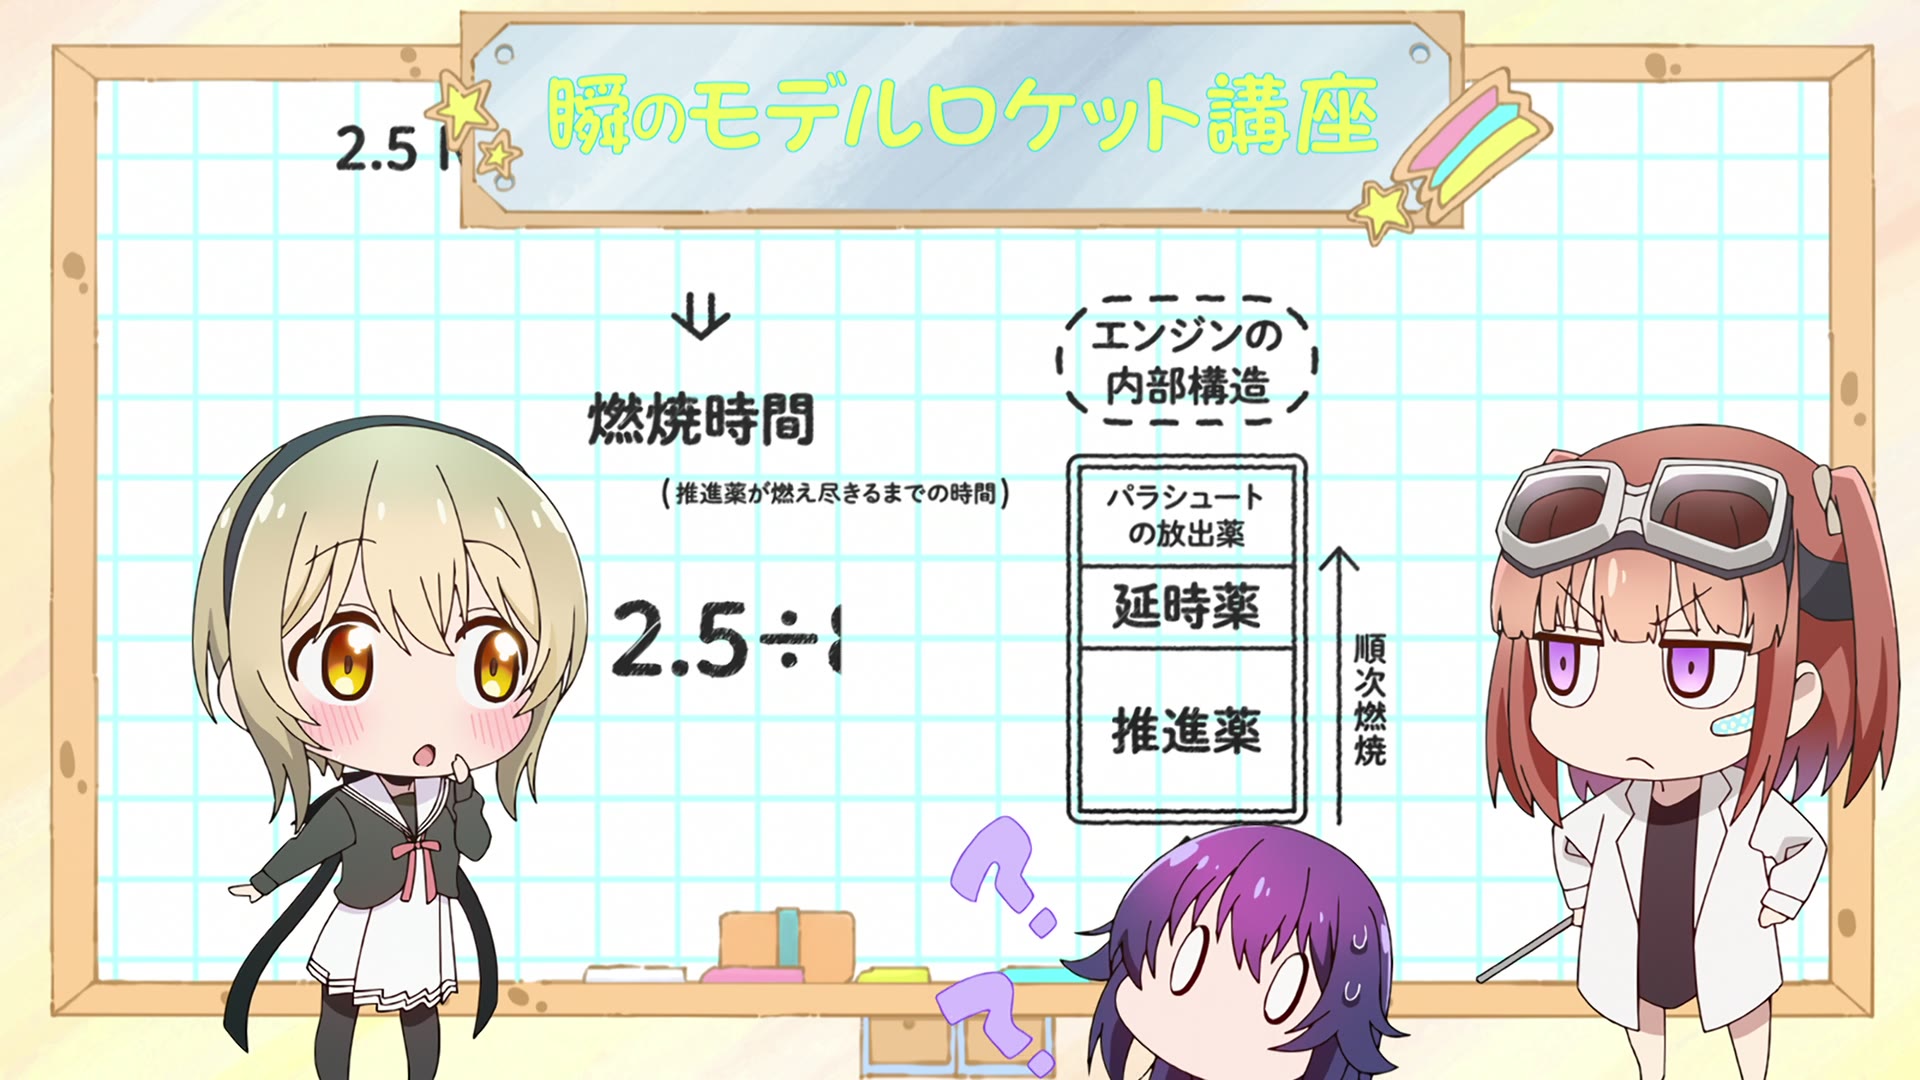 瞬のモデルロケット講座
2.5
燃焼時間
(推進薬が燃え尽きるまでの時間)
2.5÷
エンジンの
内部構造
パラシュート
の放出薬
延時薬
推進薬
順次燃焼
? ?